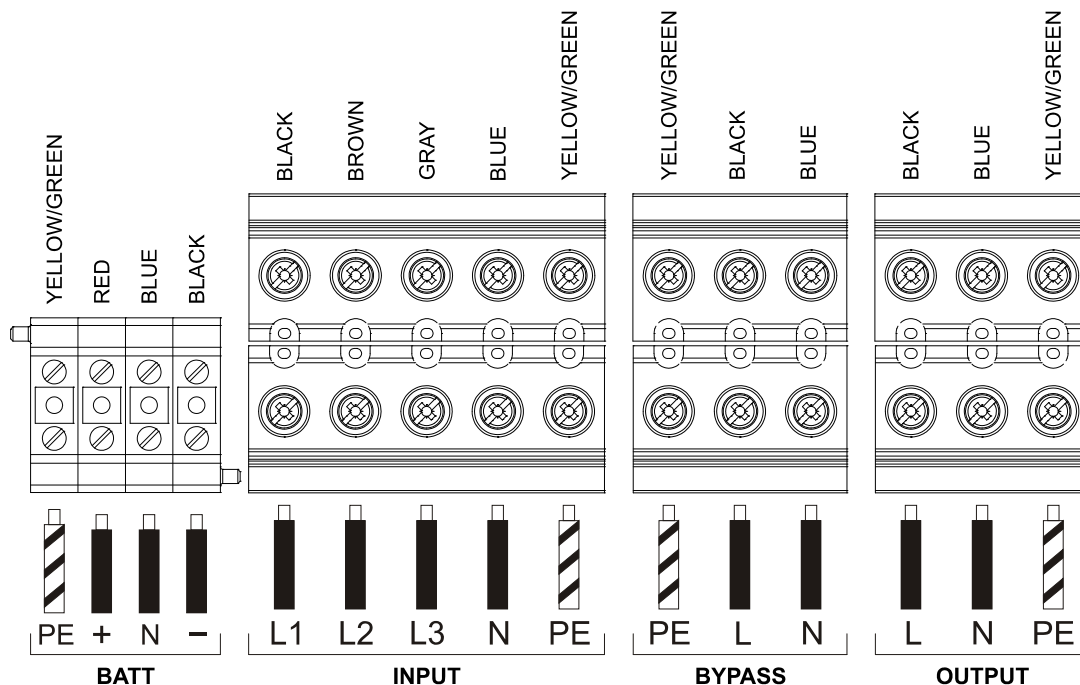 YELLOW/GREEN
RED
BLUE
BLACK
BLACK
BROWN
GRAY
BLUE
YELLOW/GREEN
YELLOW/GREEN
BLACK
BLUE
BLACK
BLUE
YELLOW/GREEN
PE + N −
L1 L2 L3 N PE
PE L N
L N PE
BATT
INPUT
BYPASS
OUTPUT